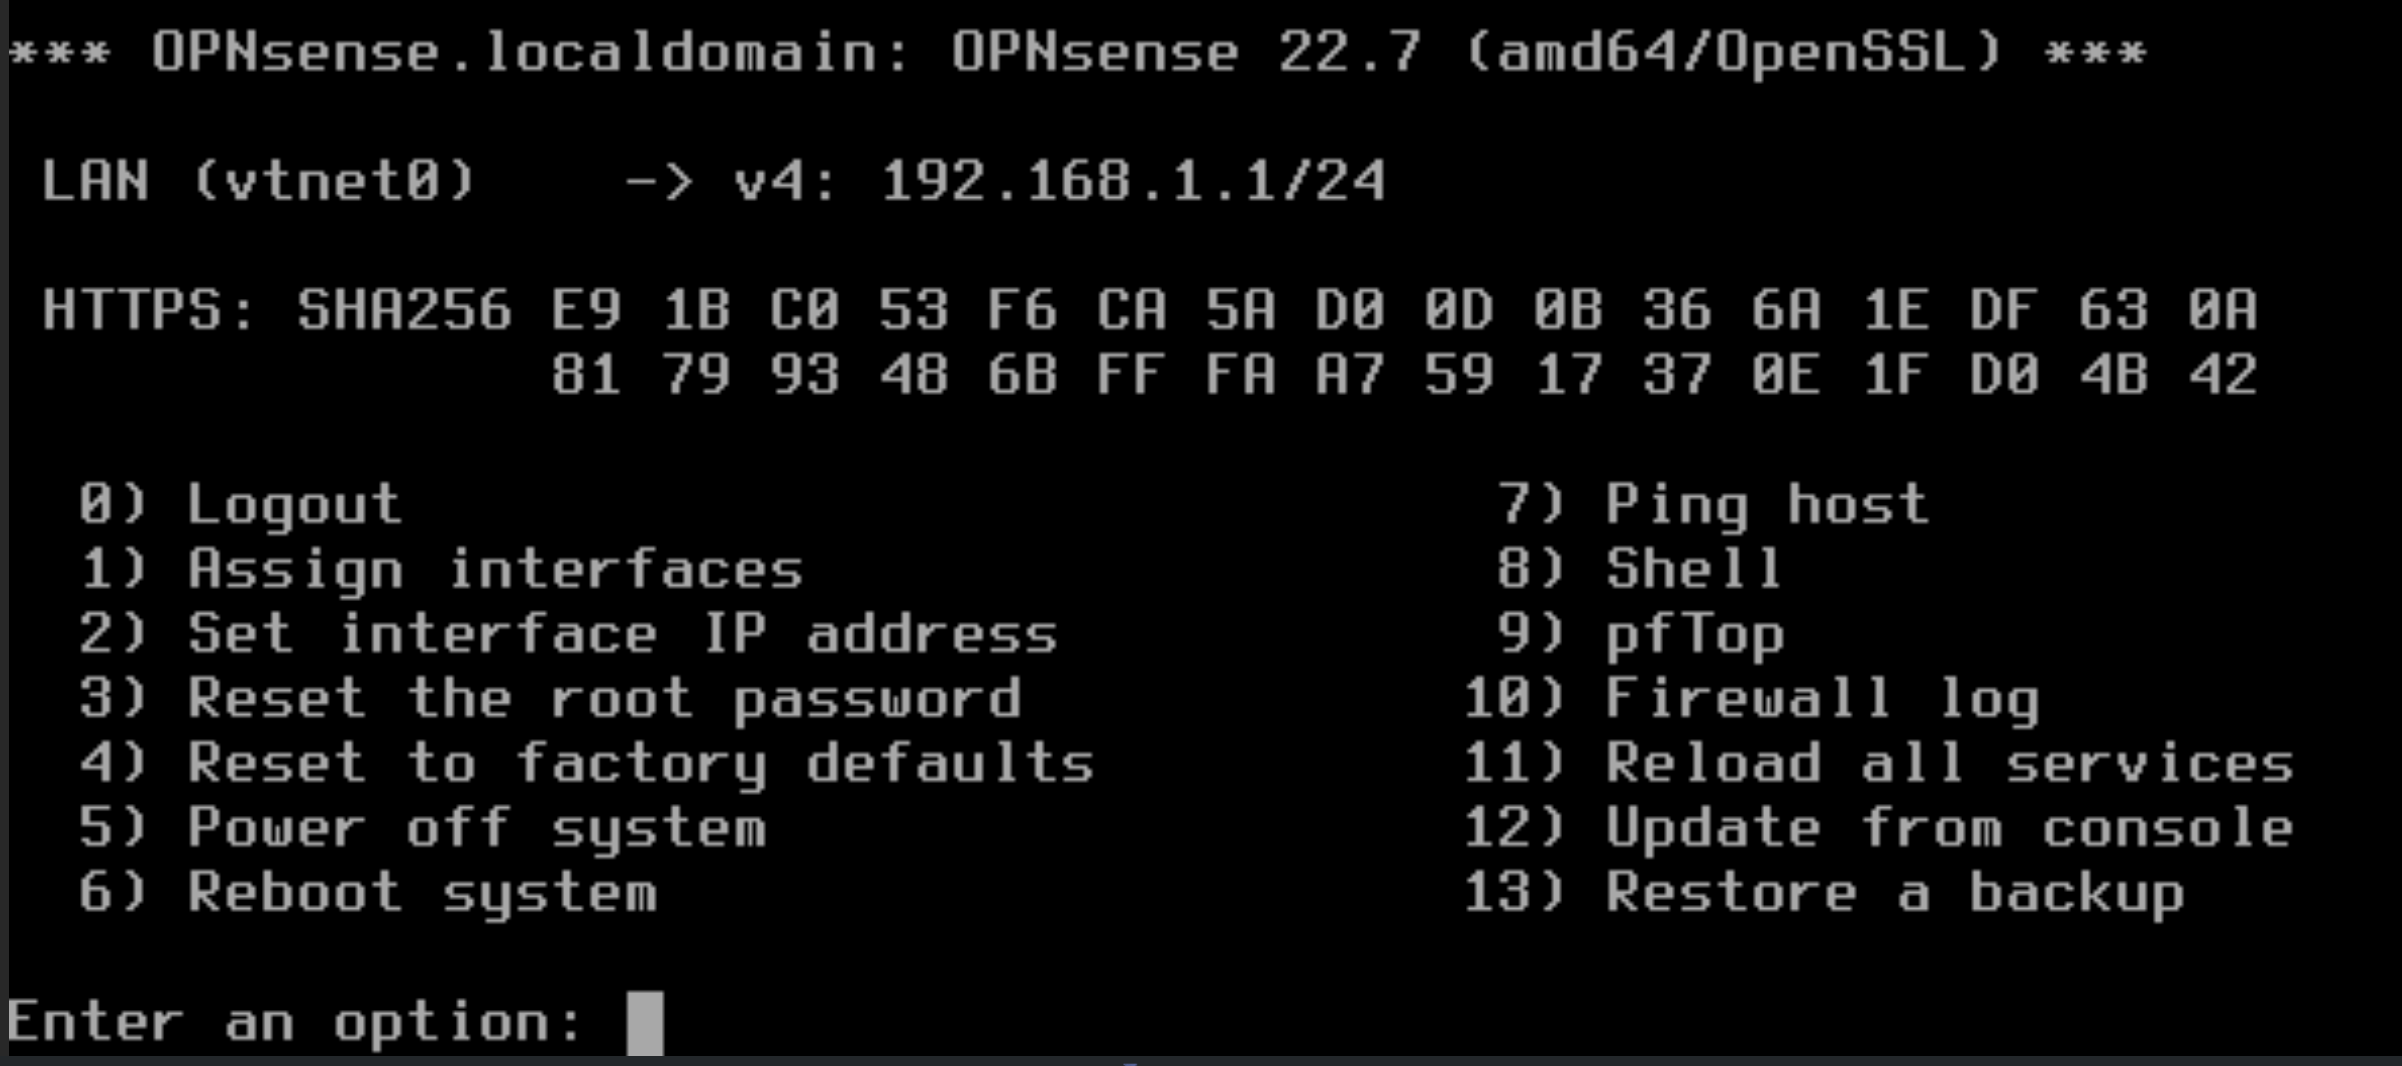 *** OPNsense.localdomain: OPNsense 22.7 (amd64/OpenSSL) ***
LAN (vtnet0)    -> v4: 192.168.1.1/24
HTTPS: SHA256 E9 1B C0 53 F6 CA 5A D0 0D 0B 36 6A 1E DF 63 0A
81 79 93 48 6B FF FA A7 59 17 37 0E 1F D0 4B 42
0) Logout                              7) Ping host
1) Assign interfaces                   8) Shell
2) Set interface IP address            9) pfTop
3) Reset the root password            10) Firewall log
4) Reset to factory defaults          11) Reload all services
5) Power off system                   12) Update from console
6) Reboot system                      13) Restore a backup
Enter an option: